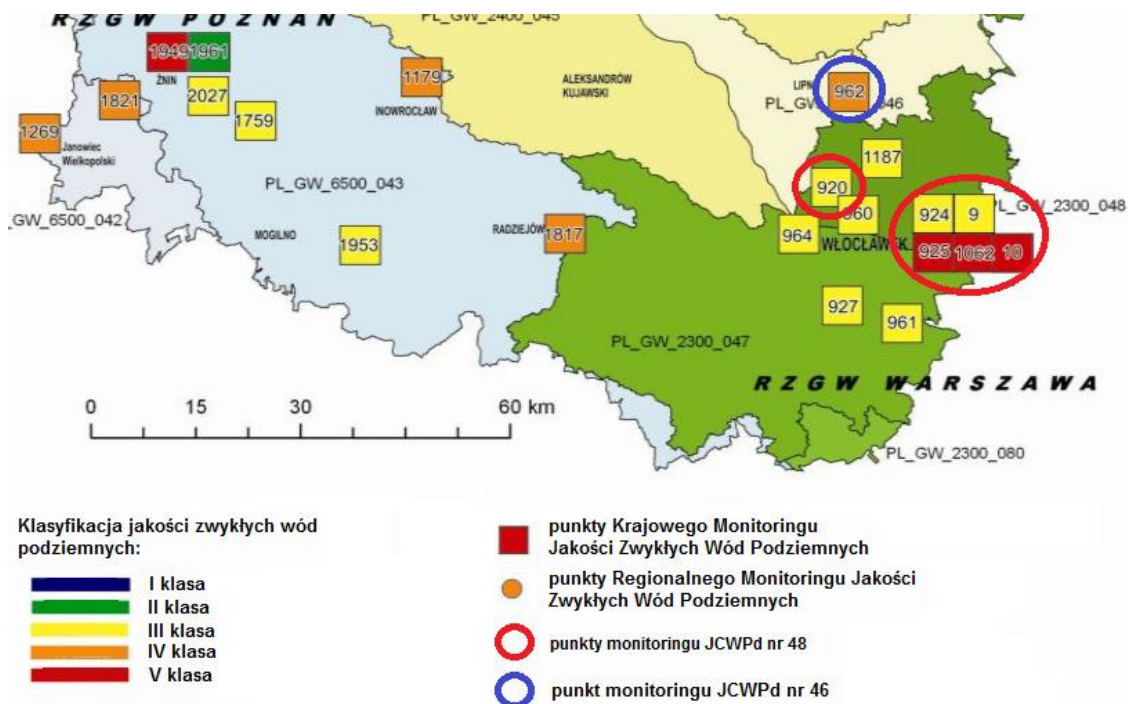 RZGW POZNAŃ
PL_GW_2400_045
1949 1961
ŻNIN
2027
1821
1179
INOWROCŁAW
ALEKSANDRÓW
KUJAWSKI
962
PL_GW
46
1269
1759
Janowiec
Wielkopolski
1187
PL_GW_6500_043
920
GW_6500_042
924 9
PL_GW_2300_048
RADZIEJÓW
1817
964
WŁOCŁAWEK
MOGILNO
1953
925 1062 10
927
961
PL_GW_2300_047
RZGW WARSZAWA
0 15 30 60 km
PL_GW_2300_080
Klasyfikacja jakości zwykłych wód
podziemnych:
I klasa
II klasa
III klasa
IV klasa
V klasa
punkty Krajowego Monitoringu
Jakości Zwykłych Wód Podziemnych
punkty Regionalnego Monitoringu Jakości
Zwykłych Wód Podziemnych
punkty monitoringu JCWPd nr 48
punkt monitoringu JCWPd nr 46